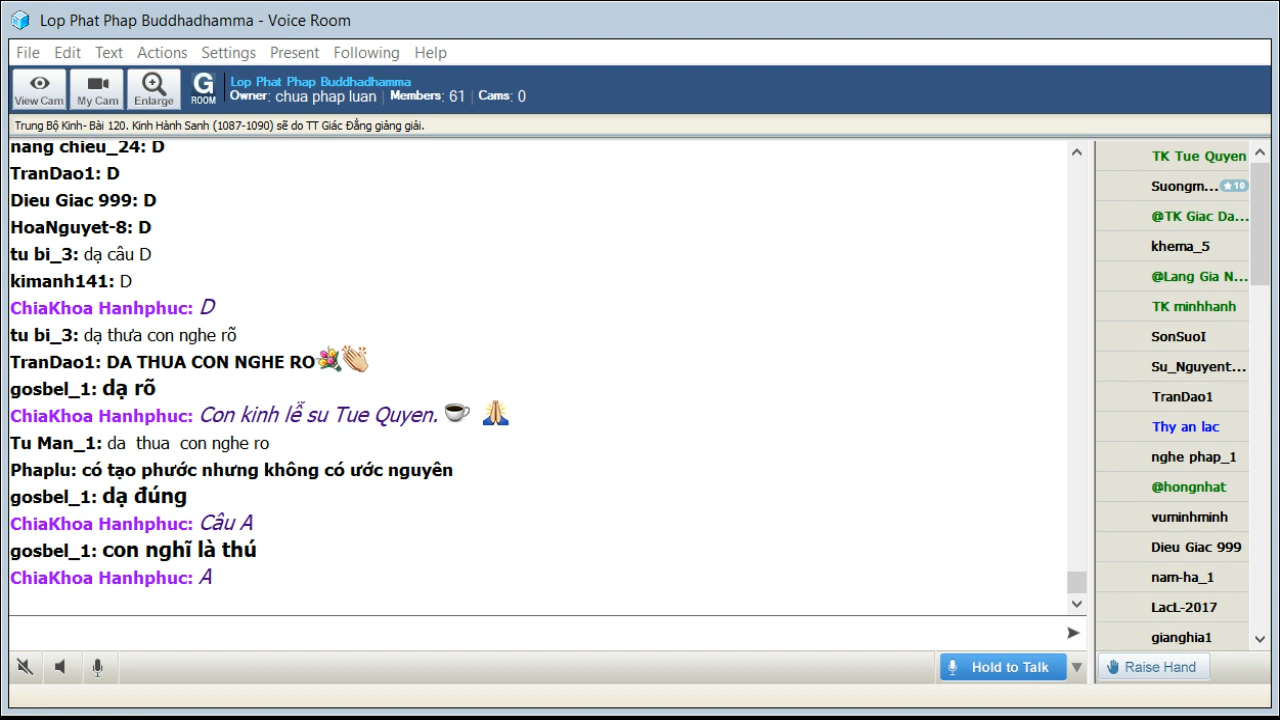 Lop Phat Phap Buddhadhamma - Voice Room
File Edit Text Actions Settings Present Following Help
View Cam My Cam Enlarge G ROOM
Lop Phat Phap Buddhadhamma
Owner: chua phap luan | Members: 61 | Cams: 0
Trung Bộ Kinh- Bài 120. Kinh Hành Sanh (1087-1090) sẽ do TT Giác Đẳng giảng giải.
nang chieu_24: D
TranDao1: D
Dieu Giac 999: D
HoaNguyet-8: D
tu bi_3: dạ câu D
kimanh141: D
ChiaKhoa Hanhphuc: D
tu bi_3: dạ thưa con nghe rõ
TranDao1: DA THUA CON NGHE RO
gosbel_1: dạ rõ
ChiaKhoa Hanhphuc: Con kinh lễ su Tue Quyen.
Tu Man_1: da thua con nghe ro
Phaplu: có tạo phước nhưng không có ước nguyên
gosbel_1: dạ đúng
ChiaKhoa Hanhphuc: Câu A
gosbel_1: con nghĩ là thú
ChiaKhoa Hanhphuc: A
TK Tue Quyen
Suongm... 10
@TK Giac Da...
khema_5
@Lang Gia N...
TK minhhanh
SonSuoI
Su_Nguyent...
TranDao1
Thy an lac
nghe phap_1
@hongnhat
vuminhminh
Dieu Giac 999
nam-ha_1
LacL-2017
gianghia1
Hold to Talk
Raise Hand